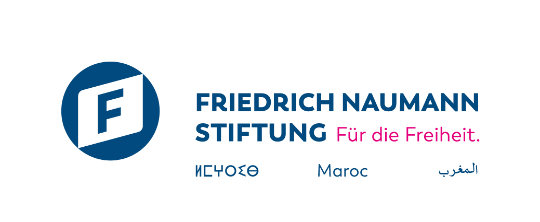 F
FRIEDRICH NAUMANN
STIFTUNG Für die Freiheit.
ⵍⵎⵖⵔⵉⴱ Maroc المغرب